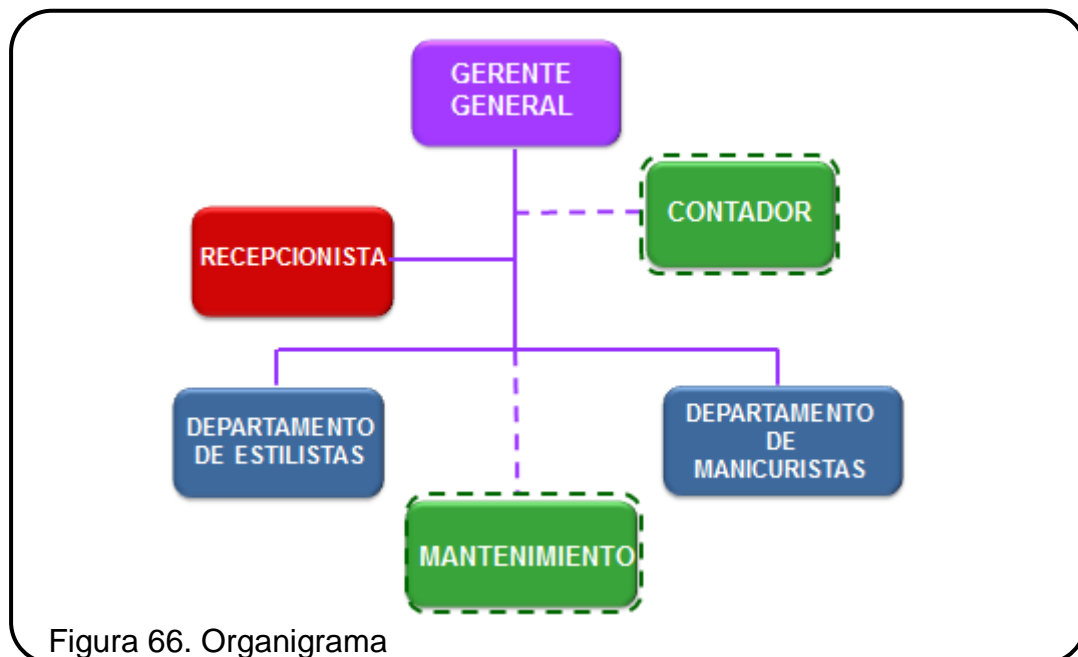 GERENTE
GENERAL
CONTADOR
RECEPCIONISTA
DEPARTAMENTO
DE ESTILISTAS
DEPARTAMENTO
DE
MANICURISTAS
MANTENIMIENTO
Figura 66. Organigrama